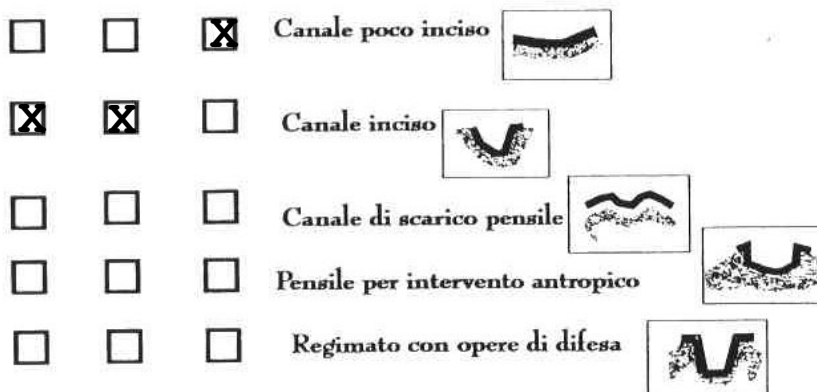 X Canale poco inciso
X X Canale inciso
Canale di scarico pensile
Pensile per intervento antropico
Regimato con opere di difesa